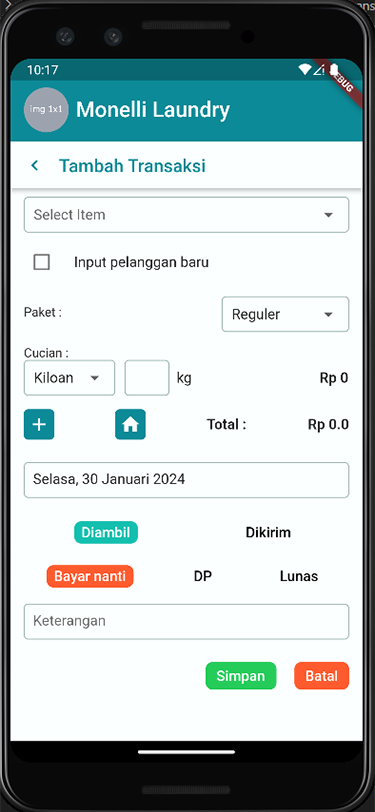 10:17
DEBUG
img 1x1
Monelli Laundry
Tambah Transaksi
Select Item
Input pelanggan baru
Paket :
Reguler
Cucian :
Kiloan
kg
Rp 0
Total :
Rp 0.0
Selasa, 30 Januari 2024
Diambil
Dikirim
Bayar nanti
DP
Lunas
Keterangan
Simpan
Batal